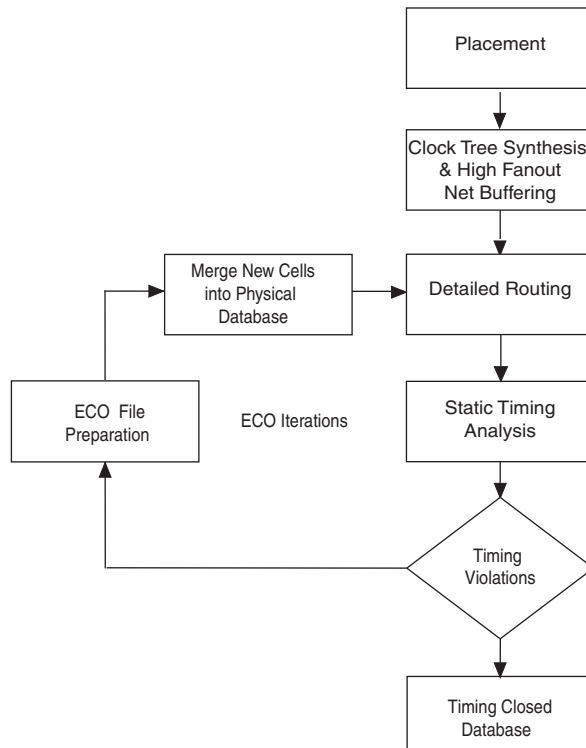 Placement
Clock Tree Synthesis
& High Fanout
Net Buffering
Merge New Cells
into Physical
Database
Detailed Routing
ECO File
Preparation
ECO Iterations
Static Timing
Analysis
Timing
Violations
Timing Closed
Database